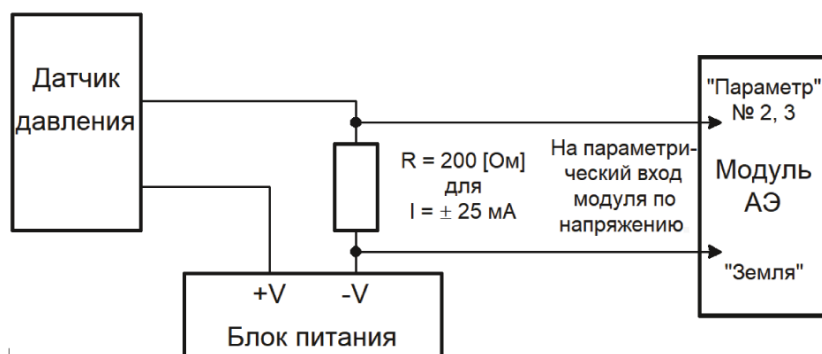 Датчик
давления
R = 200 [Ом]
для
I = ± 25 мА
На параметри-
ческий вход
модуля по
напряжению
"Параметр"
№ 2, 3
Модуль
АЭ
"Земля"
+V -V
Блок питания